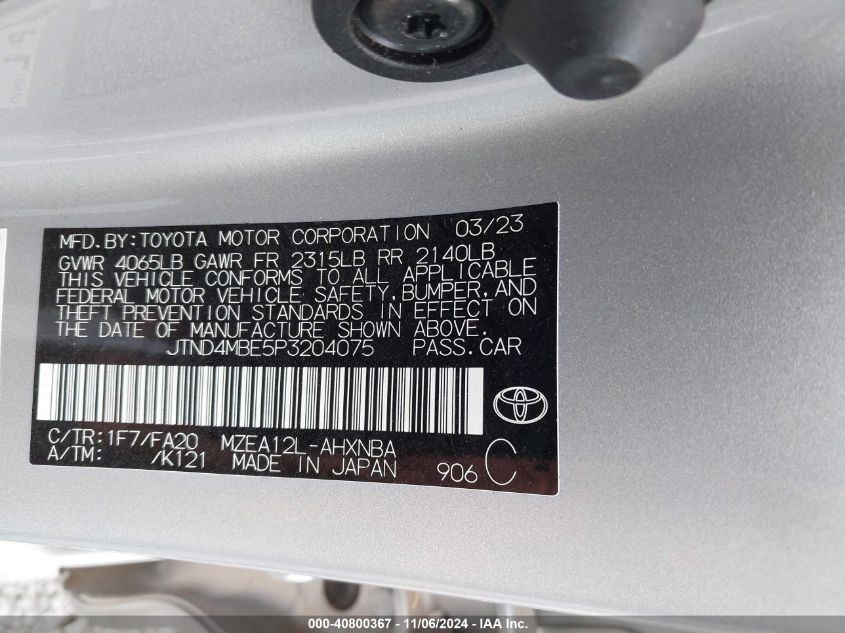 MFD.BY:TOYOTA MOTOR CORPORATION 03/23
GVWR 4065LB GAWR FR 2315LB RR 2140LB
THIS VEHICLE CONFORMS TO ALL APPLICABLE
FEDERAL MOTOR VEHICLE SAFETY,BUMPER,AND
THEFT PREVENTION STANDARDS IN EFFECT ON
THE DATE OF MANUFACTURE SHOWN ABOVE.
JTND4MBE5P3204075 PASS.CAR
C/TR:1F7/FA20 MZEA12L-AHXNBA
A/TM: /K121 MADE IN JAPAN 906 C
000-40800367 - 11/06/2024 - IAA Inc.